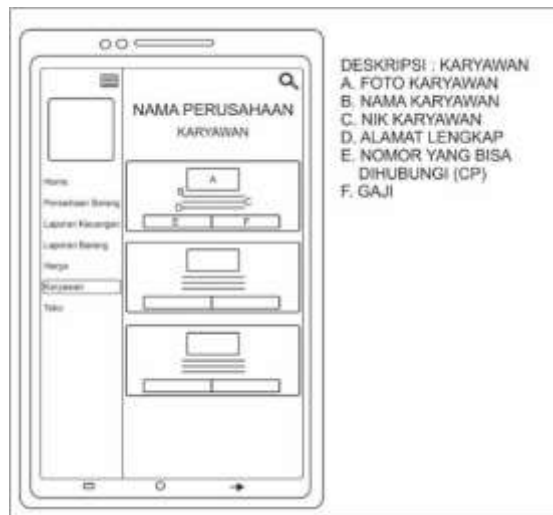 NAMA PERUSAHAAN
KARYAWAN
Home
Persediaan Barang
Laporan Keuangan
Laporan Barang
Harga
Karyawan
Toko
A
B
C
D
E
F
DESKRIPSI : KARYAWAN
A. FOTO KARYAWAN
B. NAMA KARYAWAN
C. NIK KARYAWAN
D. ALAMAT LENGKAP
E. NOMOR YANG BISA
DIHUBUNGI (CP)
F. GAJI